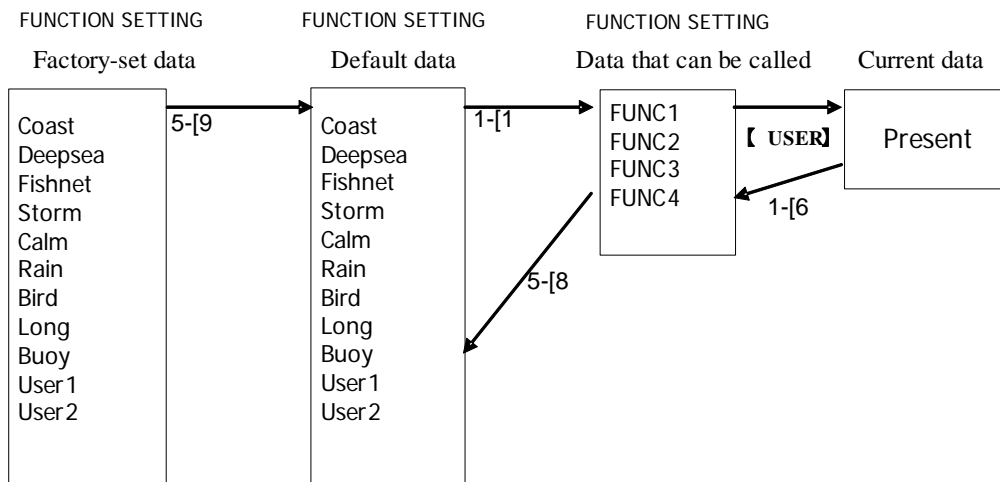 FUNCTION SETTING
Factory-set data
Coast
Deepsea
Fishnet
Storm
Calm
Rain
Bird
Long
Buoy
User1
User2
5-[9
FUNCTION SETTING
Default data
Coast
Deepsea
Fishnet
Storm
Calm
Rain
Bird
Long
Buoy
User1
User2
1-[1
5-[8
FUNCTION SETTING
Data that can be called
FUNC1
FUNC2
FUNC3
FUNC4
【 USER】
1-[6
Current data
Present